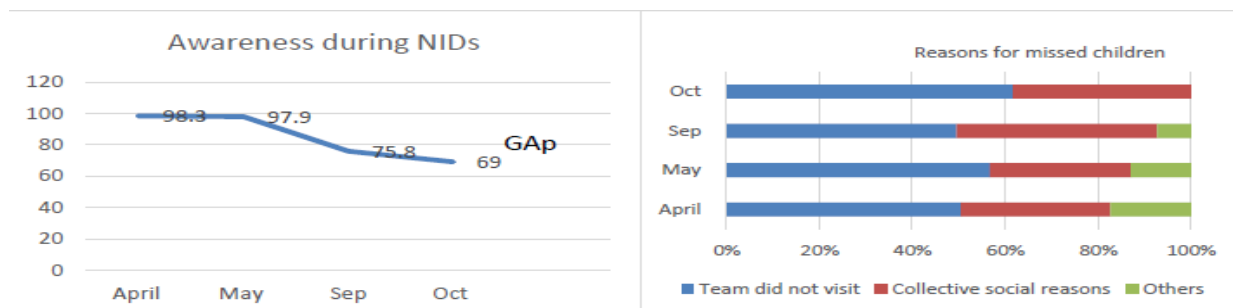 Awareness during NIDs
120
100
80
60
40
20
0
98.3
97.9
75.8
69
GAp
April May Sep Oct
Reasons for missed children
Oct
Sep
May
April
0% 20% 40% 60% 80% 100%
Team did not visit Collective social reasons Others